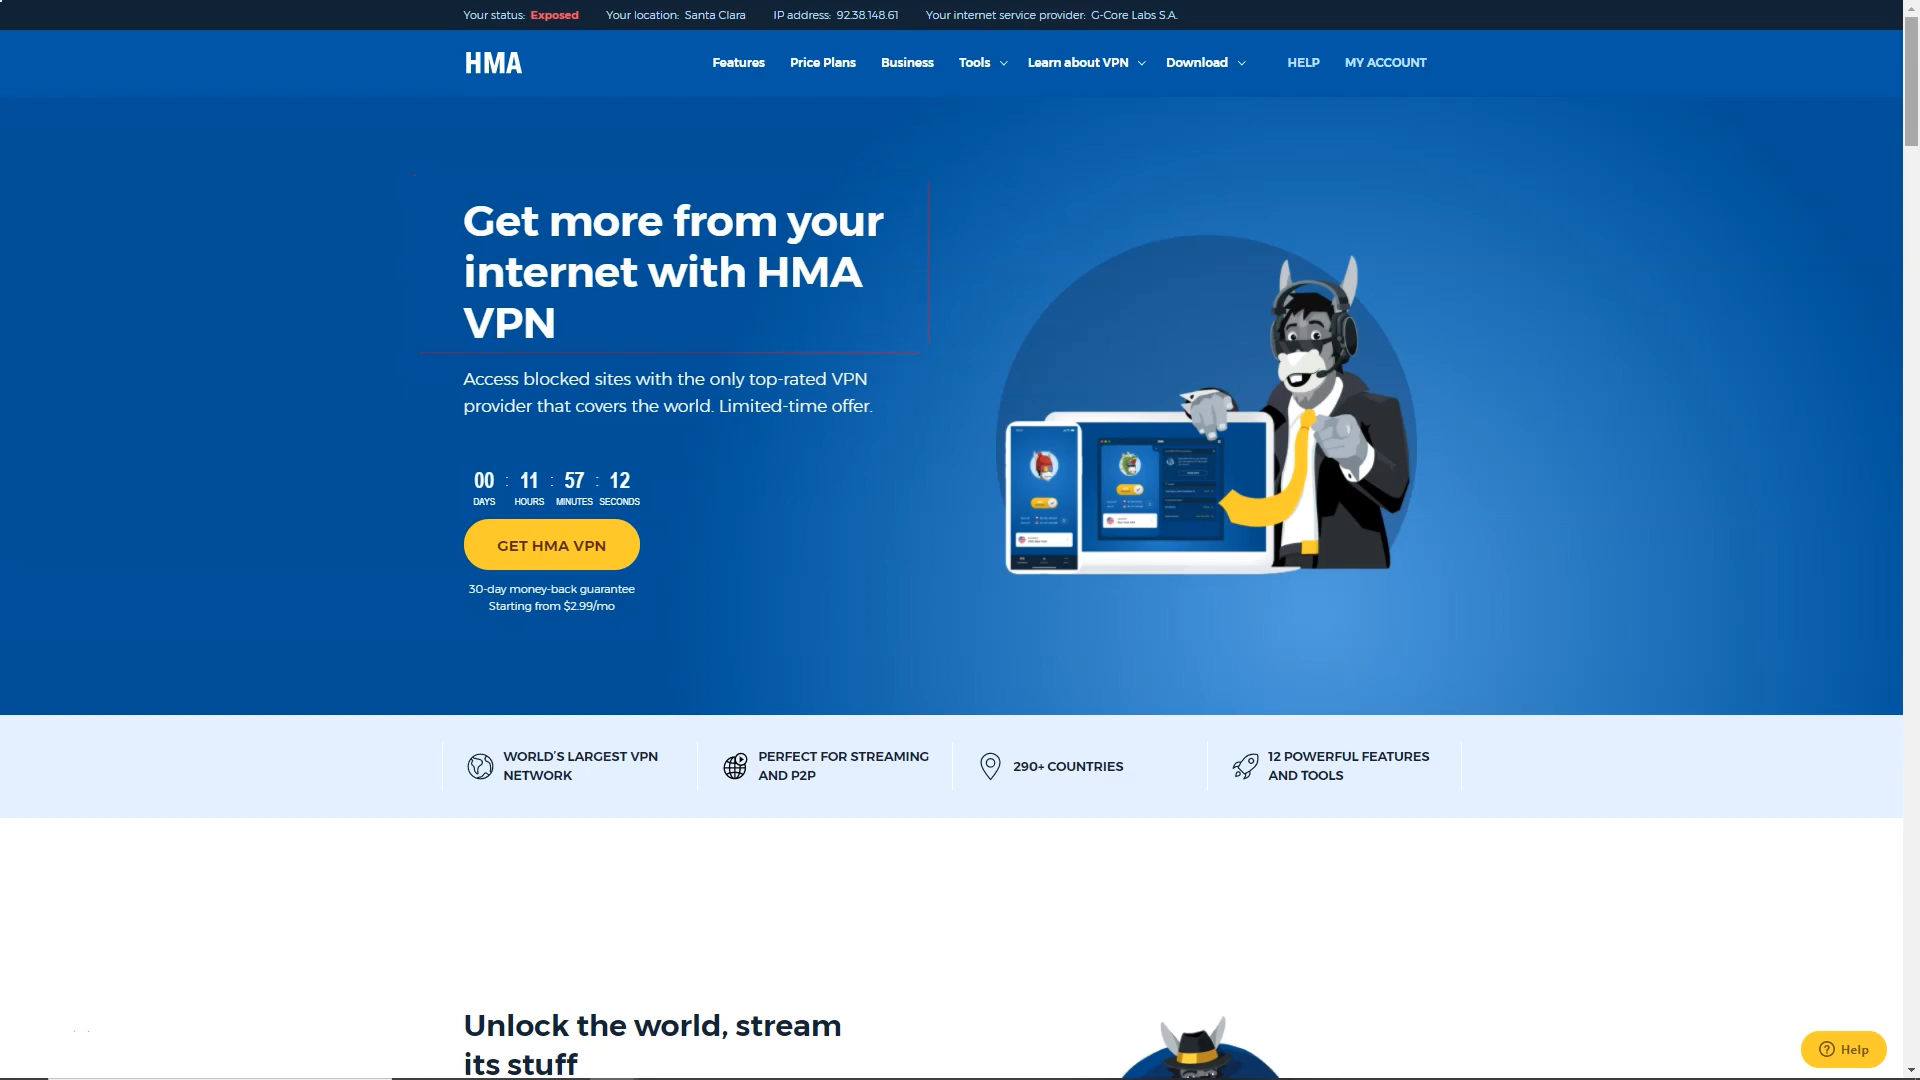 Your status: Exposed Your location: Santa Clara IP address: 92.38.148.61 Your internet service provider: G-Core Labs S.A.
HMA
Features Price Plans Business Tools Learn about VPN Download HELP MY ACCOUNT
Get more from your
internet with HMA
VPN
Access blocked sites with the only top-rated VPN
provider that covers the world. Limited-time offer.
00 : 11 : 57 : 12
DAYS HOURS MINUTES SECONDS
GET HMA VPN
30-day money-back guarantee
Starting from $2.99/mo
WORLD'S LARGEST VPN
NETWORK
PERFECT FOR STREAMING
AND P2P
290+ COUNTRIES
12 POWERFUL FEATURES
AND TOOLS
Unlock the world, stream
its stuff
Help